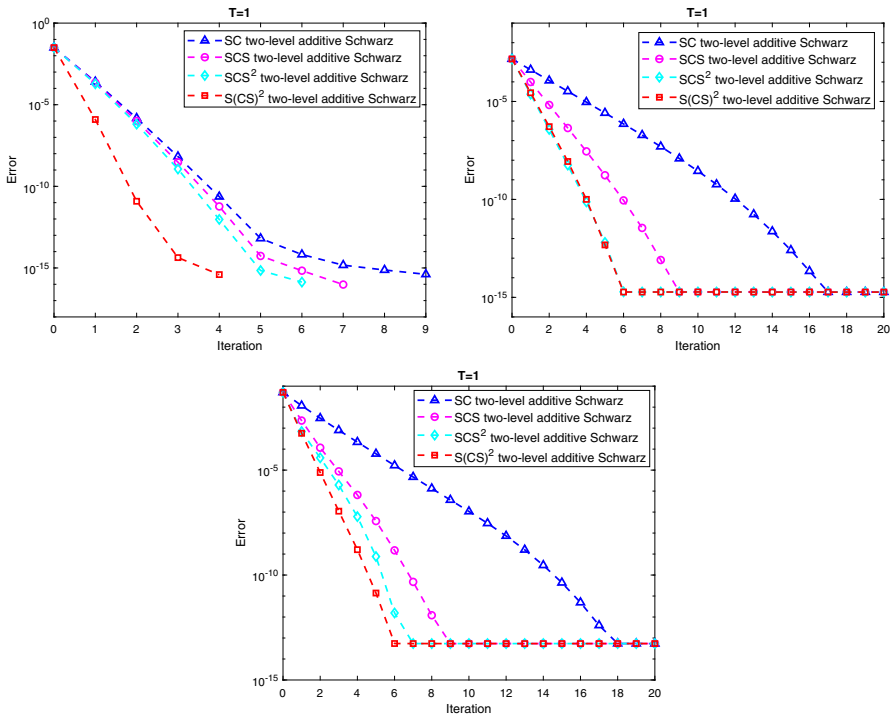 T=1
SC two-level additive Schwarz
SCS two-level additive Schwarz
SCS² two-level additive Schwarz
S(CS)² two-level additive Schwarz
10⁰
10⁻⁵
10⁻¹⁰
10⁻¹⁵
Error
0 1 2 3 4 5 6 7 8 9
Iteration
T=1
SC two-level additive Schwarz
SCS two-level additive Schwarz
SCS² two-level additive Schwarz
S(CS)² two-level additive Schwarz
10⁻⁵
10⁻¹⁰
10⁻¹⁵
Error
0 2 4 6 8 10 12 14 16 18 20
Iteration
T=1
SC two-level additive Schwarz
SCS two-level additive Schwarz
SCS² two-level additive Schwarz
S(CS)² two-level additive Schwarz
10⁻⁵
10⁻¹⁰
10⁻¹⁵
Error
0 2 4 6 8 10 12 14 16 18 20
Iteration